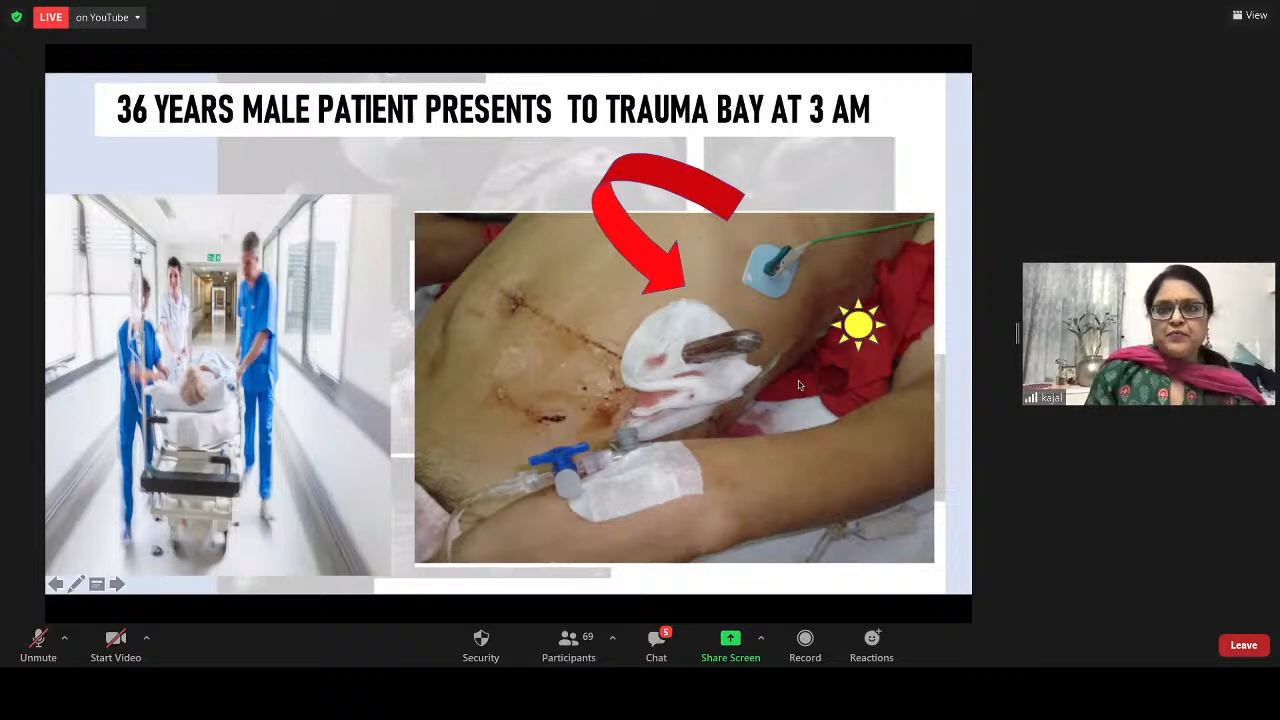 LIVE
on YouTube
View
36 YEARS MALE PATIENT PRESENTS TO TRAUMA BAY AT 3 AM
kajal
Unmute
Start Video
Security
69
Participants
5
Chat
Share Screen
Record
Reactions
Leave